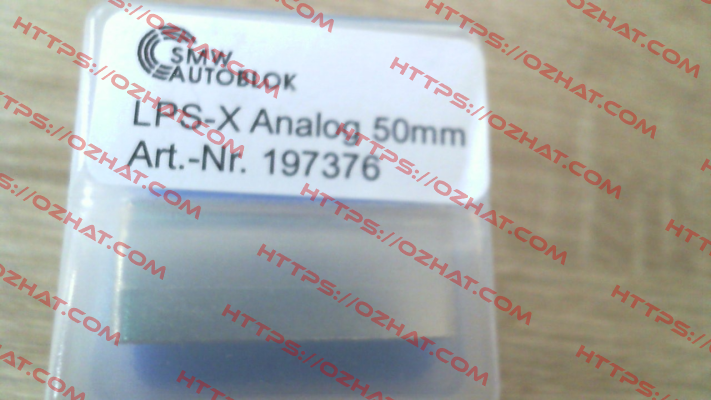 SMW
AUTOBLOK
LPS-X Analog 50mm
Art.-Nr. 197376
HTTPS://OZHAT.COM